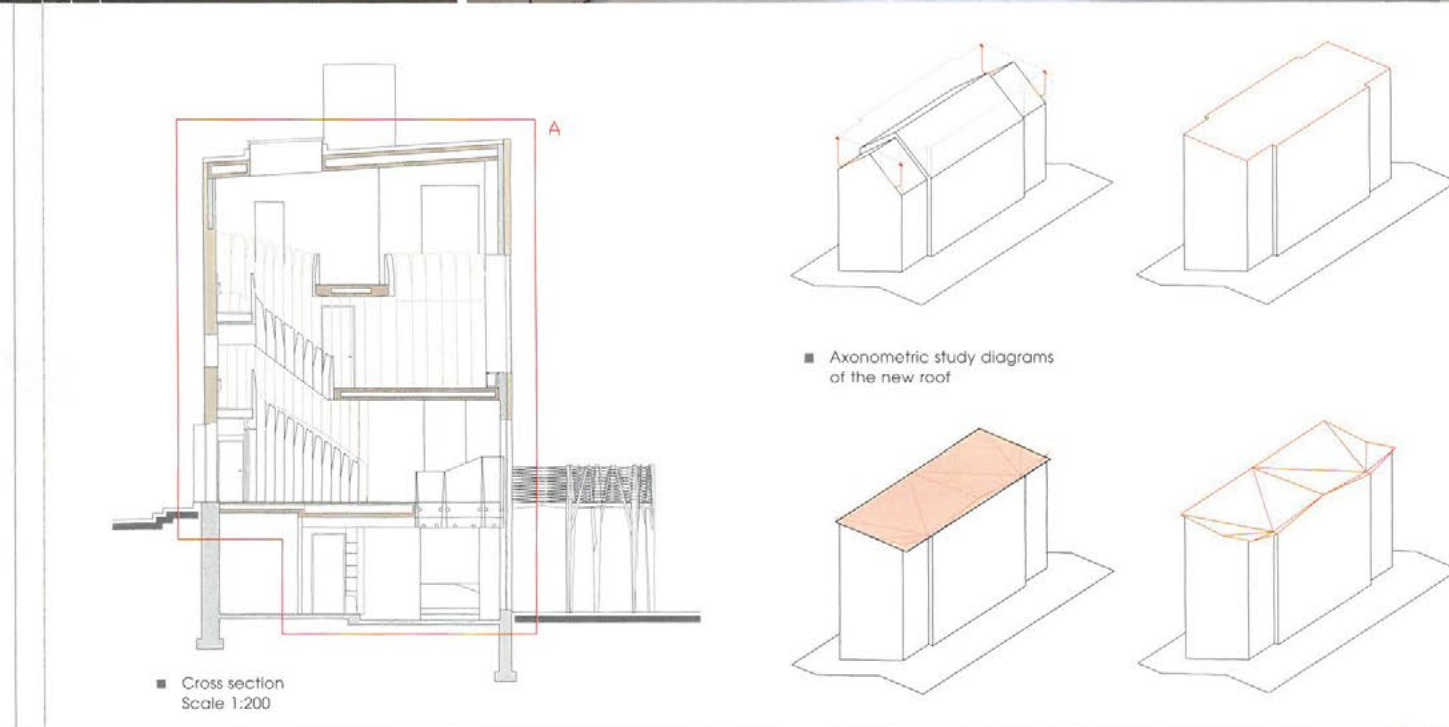 A
Axonometric study diagrams
of the new roof
Cross section
Scale 1:200